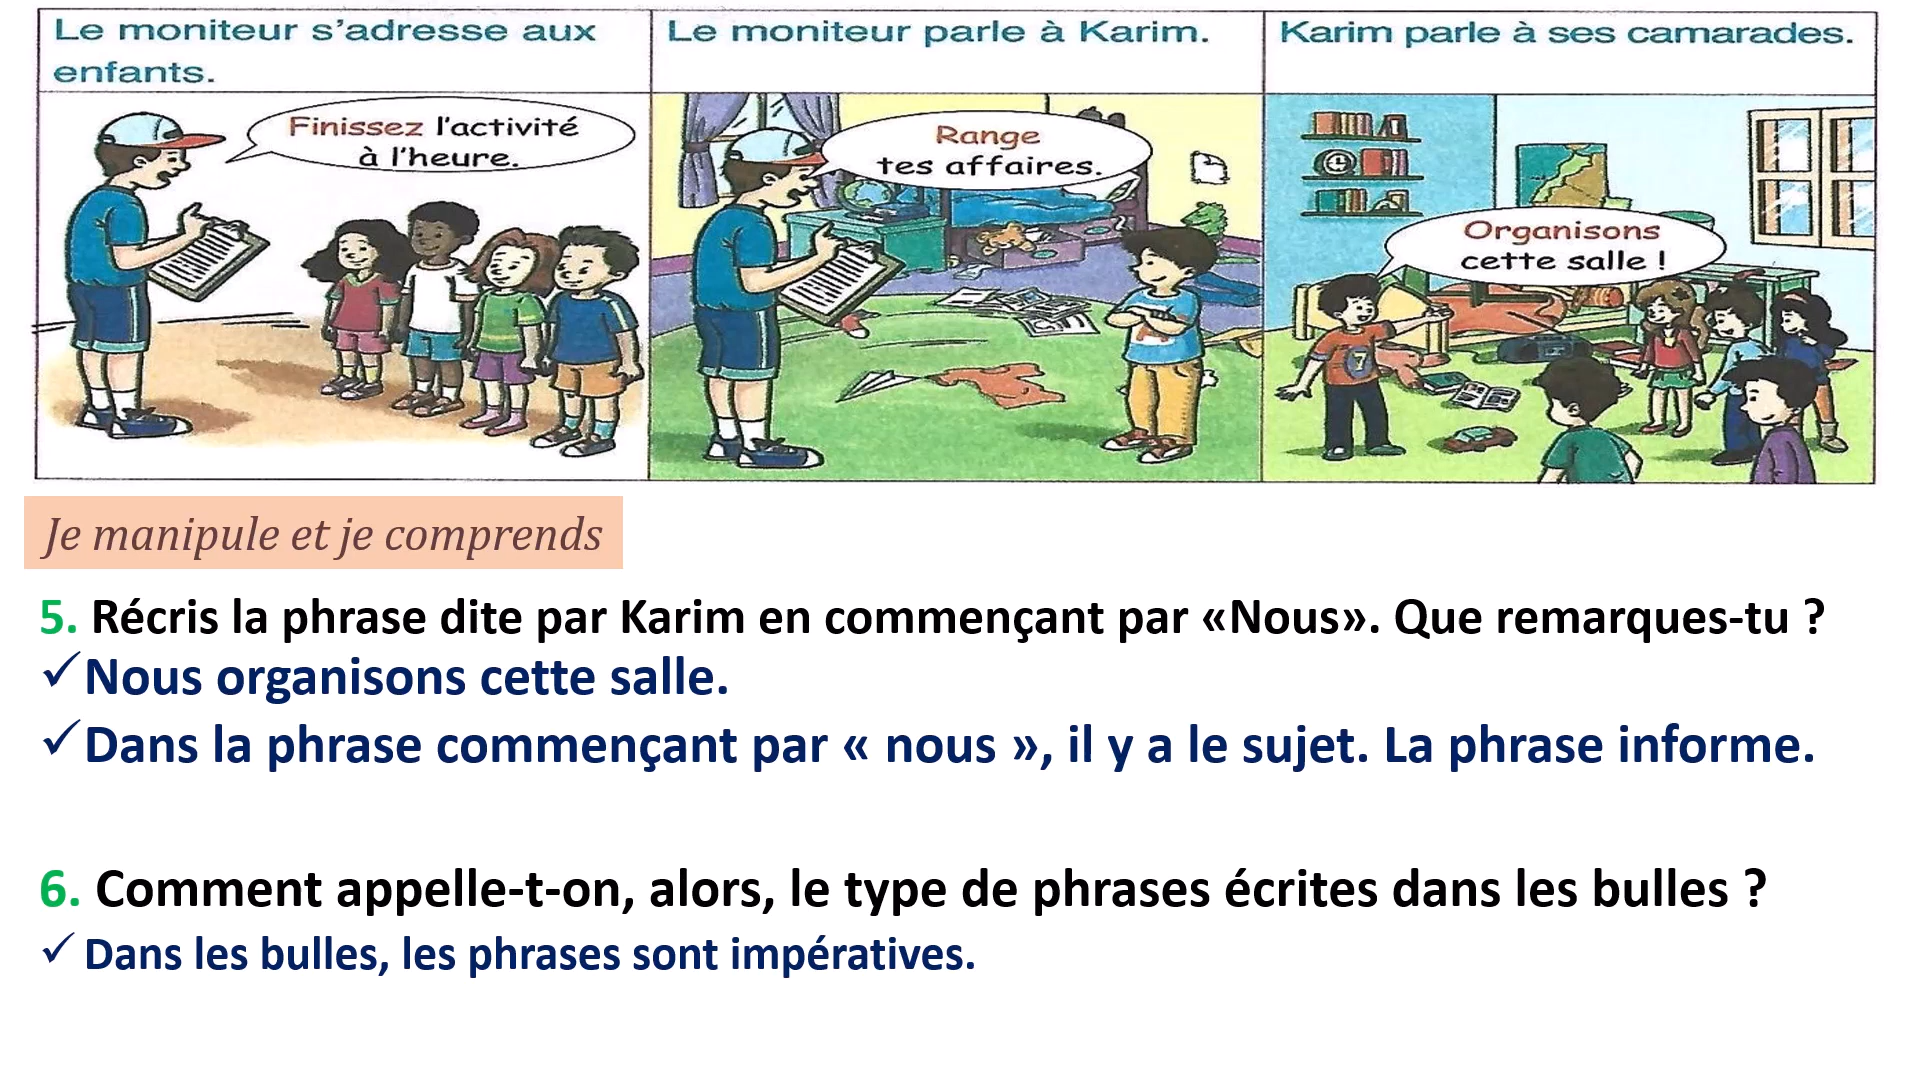 Le moniteur s'adresse aux
enfants.
Le moniteur parle à Karim.
Karim parle à ses camarades.
Finissez l'activité
à l'heure.
Range
tes affaires.
Organisons
cette salle !
7
Je manipule et je comprends
5. Récris la phrase dite par Karim en commençant par «Nous». Que remarques-tu ?
✓Nous organisons cette salle.
✓Dans la phrase commençant par « nous », il y a le sujet. La phrase informe.
6. Comment appelle-t-on, alors, le type de phrases écrites dans les bulles ?
✓ Dans les bulles, les phrases sont impératives.